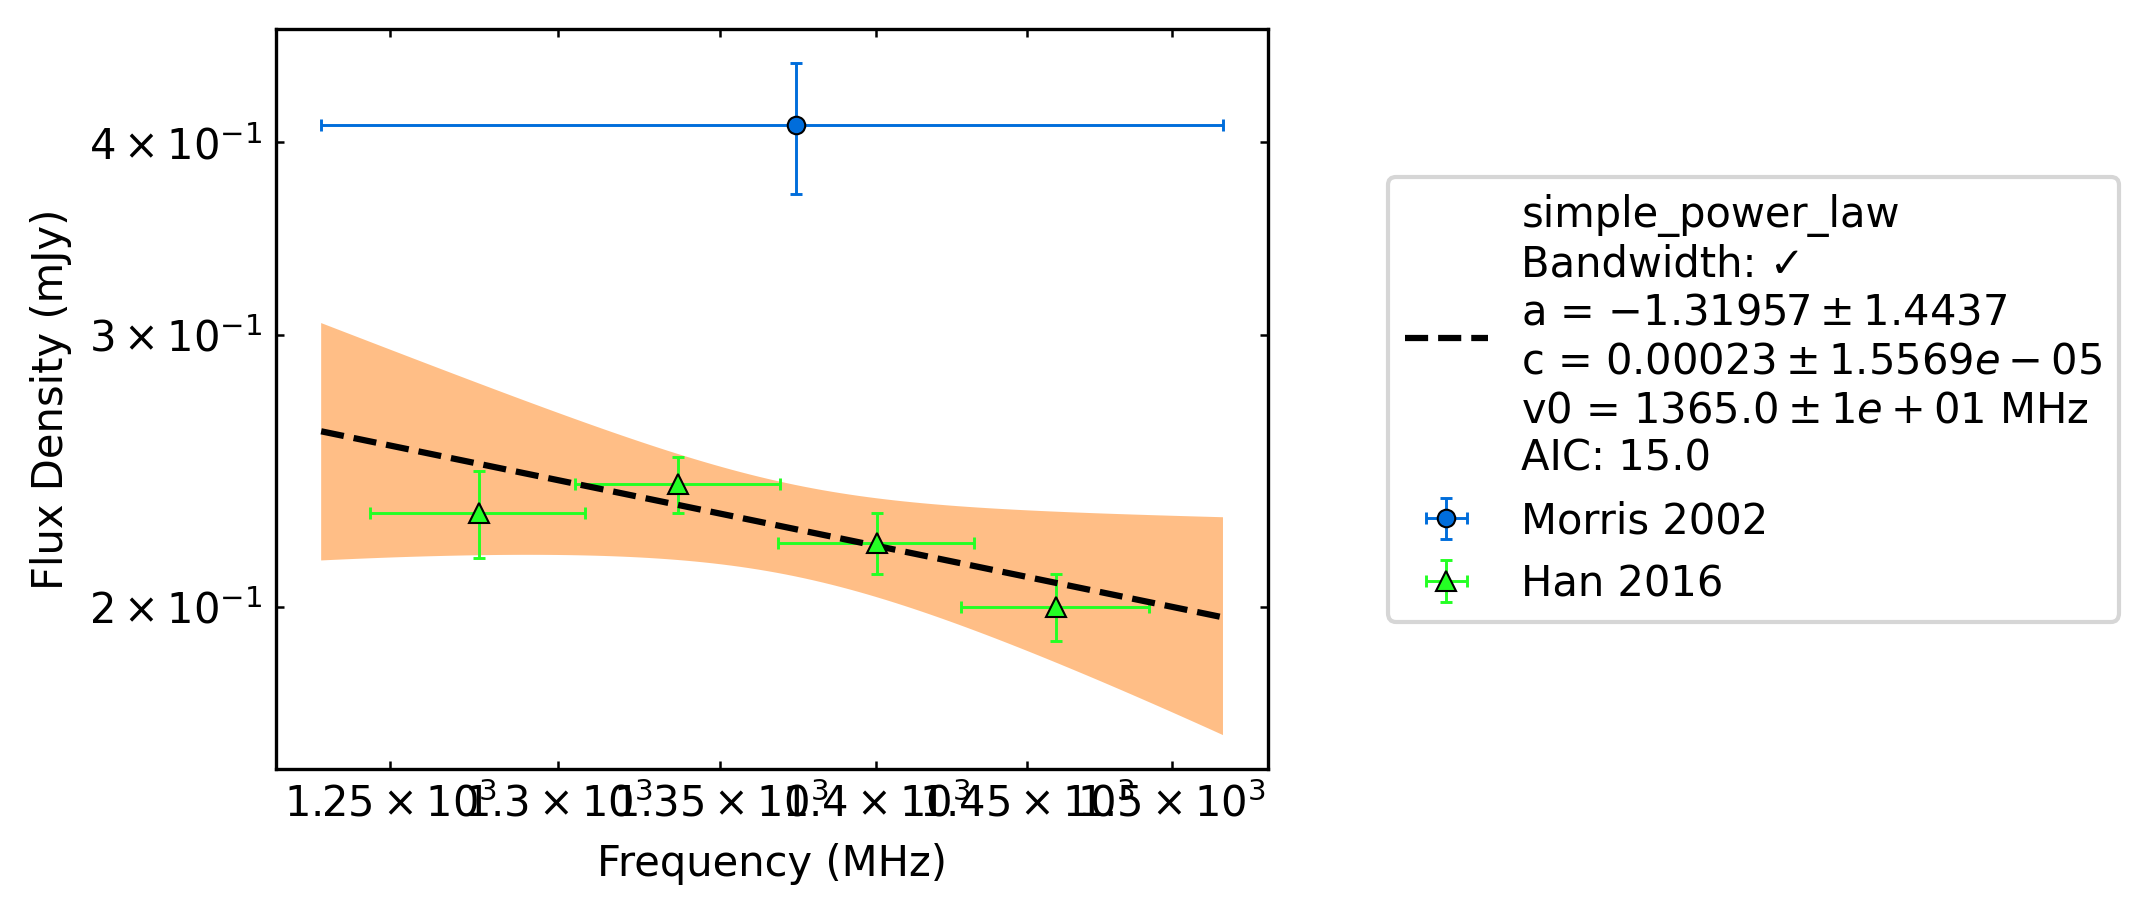 4 × 10⁻¹
3 × 10⁻¹
2 × 10⁻¹
Flux Density (mJy)
1.25 × 10³
1.3 × 10³
1.35 × 10³
1.4 × 10³
1.45 × 10³
1.5 × 10³
Frequency (MHz)
simple_power_law
Bandwidth: ✓
a = −1.31957 ± 1.4437
c = 0.00023 ± 1.5569e − 05
v0 = 1365.0 ± 1e + 01 MHz
AIC: 15.0
Morris 2002
Han 2016